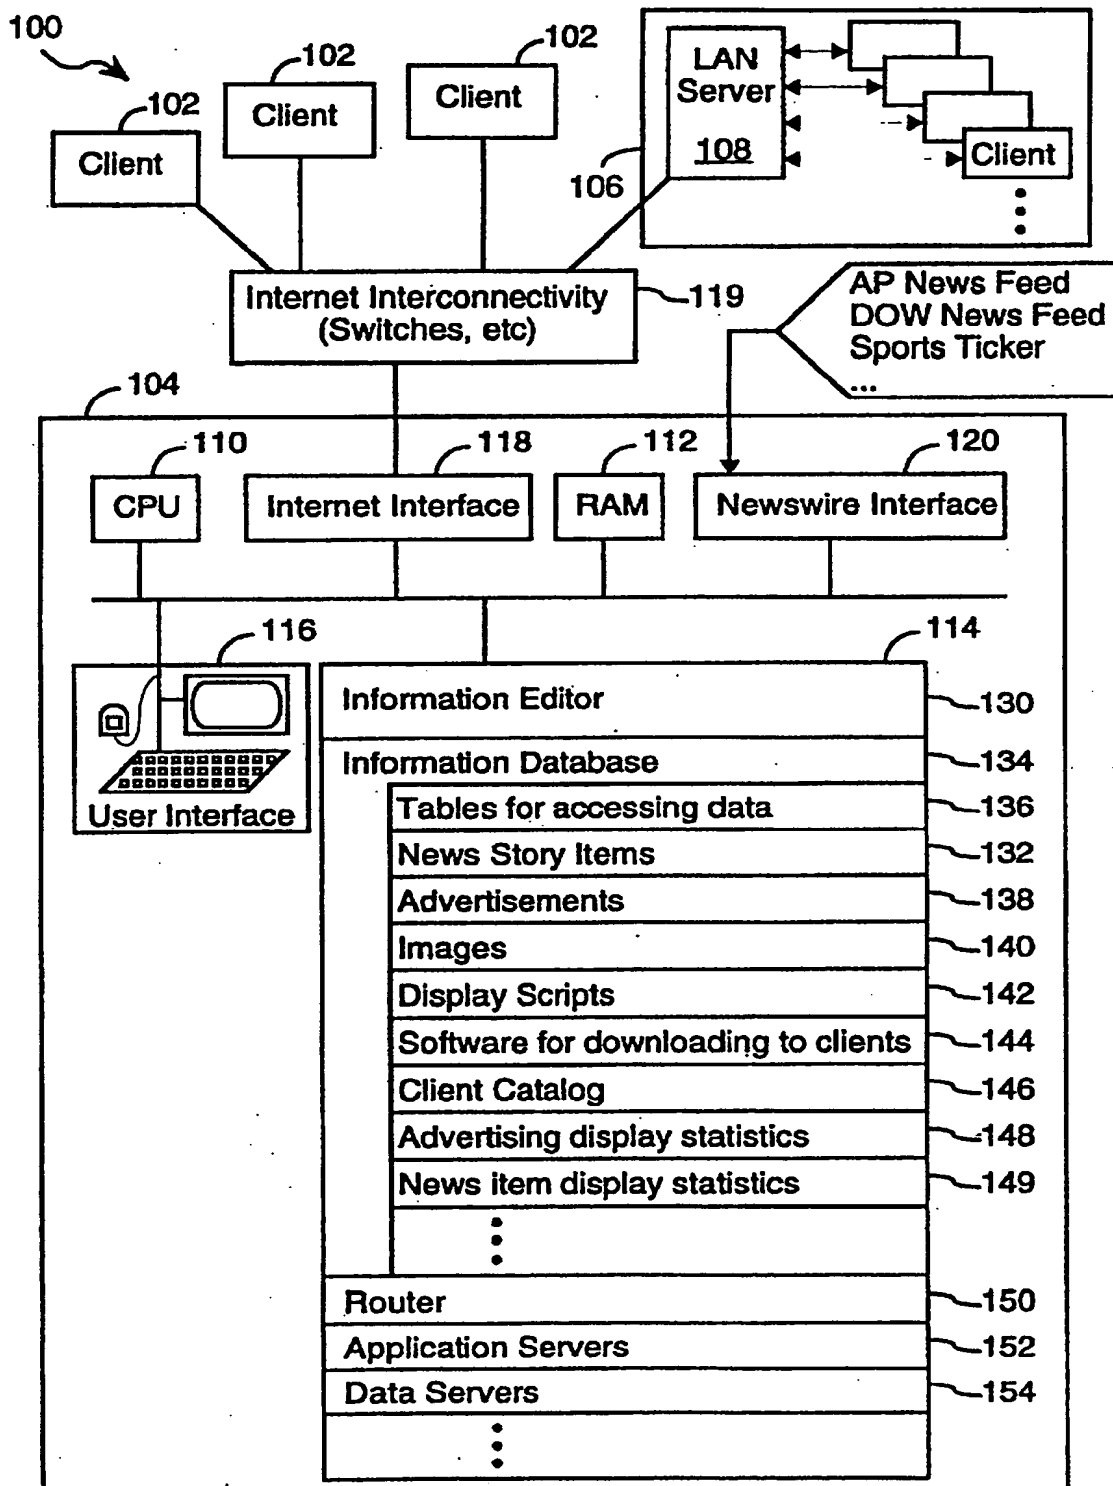 100
102
Client
102
Client
102
Client
LAN
Server
108
106
Client
Internet Interconnectivity
(Switches, etc)
119
AP News Feed
DOW News Feed
Sports Ticker
...
104
110
CPU
118
Internet Interface
112
RAM
120
Newswire Interface
116
User Interface
114
Information Editor 130
Information Database 134
Tables for accessing data 136
News Story Items 132
Advertisements 138
Images 140
Display Scripts 142
Software for downloading to clients 144
Client Catalog 146
Advertising display statistics 148
News item display statistics 149
Router 150
Application Servers 152
Data Servers 154